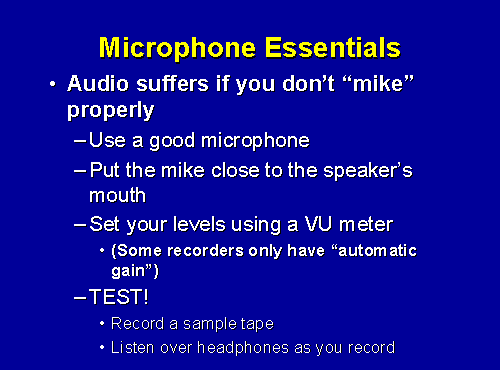 Microphone Essentials
• Audio suffers if you don’t “mike”
properly
–Use a good microphone
–Put the mike close to the speaker’s
mouth
–Set your levels using a VU meter
• (Some recorders only have “automatic
gain”)
–TEST!
• Record a sample tape
• Listen over headphones as you record